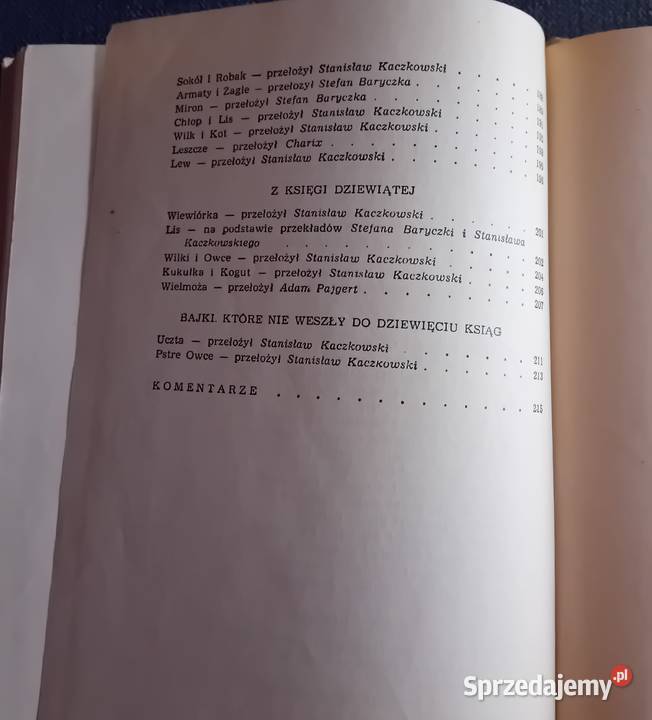 Sokół i Robak — przełożył Stanisław Kaczkowski . . . .
Armaty i Żagle — przełożył Stefan Baryczka . . . . .
Miron — przełożył Stefan Baryczka . . . . . .
Chłop i Lis — przełożył Stanisław Kaczkowski . . . .
Wilk i Kot — przełożył Stanisław Kaczkowski . . . .
Leszcze — przełożył Charix . . . . . . . .
Lew — przełożył Stanisław Kaczkowski . . . . . .
Z KSIĘGI DZIEWIĄTEJ
Wiewiórka — przełożył Stanisław Kaczkowski . . . . 201
Lis — na podstawie przekładów Stefana Baryczki i Stanisława
Kaczkowskiego . . . . . . . . . 202
Wilki i Owce — przełożył Stanisław Kaczkowski . . . 204
Kukułka i Kogut — przełożył Stanisław Kaczkowski . . . 206
Wielmoża — przełożył Adam Pajgert . . . . . . 207
BAJKI, KTÓRE NIE WESZŁY DO DZIEWIĘCIU KSIĄG
Uczta — przełożył Stanisław Kaczkowski . . . . . 211
Pstre Owce — przełożył Stanisław Kaczkowski . . . . 213
KOMENTARZE . . . . . . . . . . 215
Sprzedajemy.pl